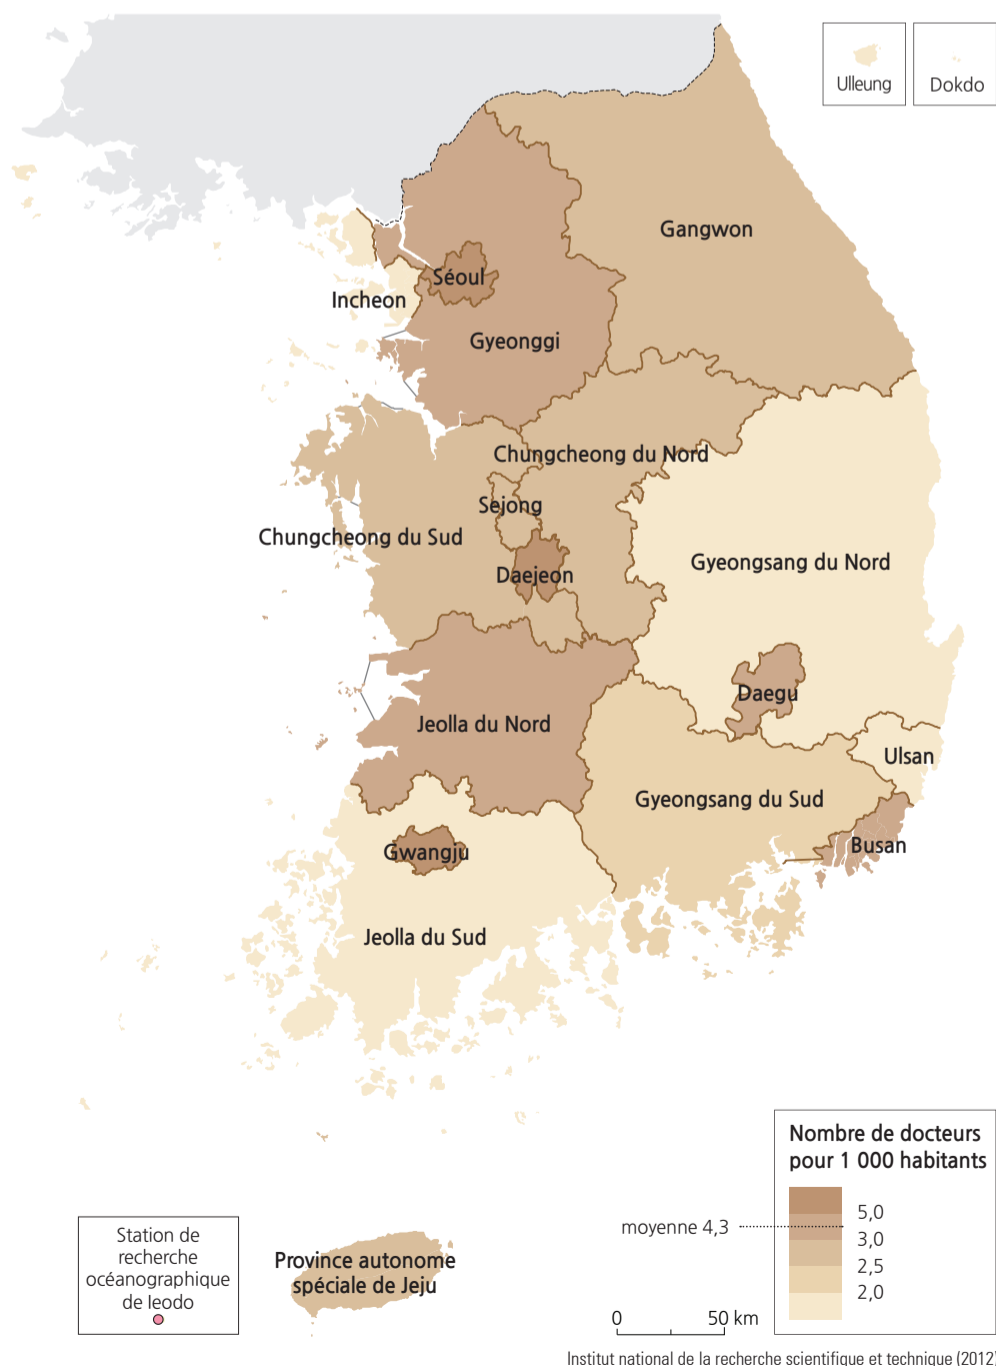 Ulleung
Dokdo
Gangwon
Séoul
Incheon
Gyeonggi
Chungcheong du Nord
Sejong
Chungcheong du Sud
Gyeongsang du Nord
Daejeon
Daegu
Jeolla du Nord
Ulsan
Gyeongsang du Sud
Busan
Gwangju
Jeolla du Sud
Nombre de docteurs
pour 1 000 habitants
5,0
moyenne 4,3
3,0
2,5
2,0
Station de
recherche
océanographique
de Ieodo
Province autonome
spéciale de Jeju
0 50 km
Institut national de la recherche scientifique et technique (2012)